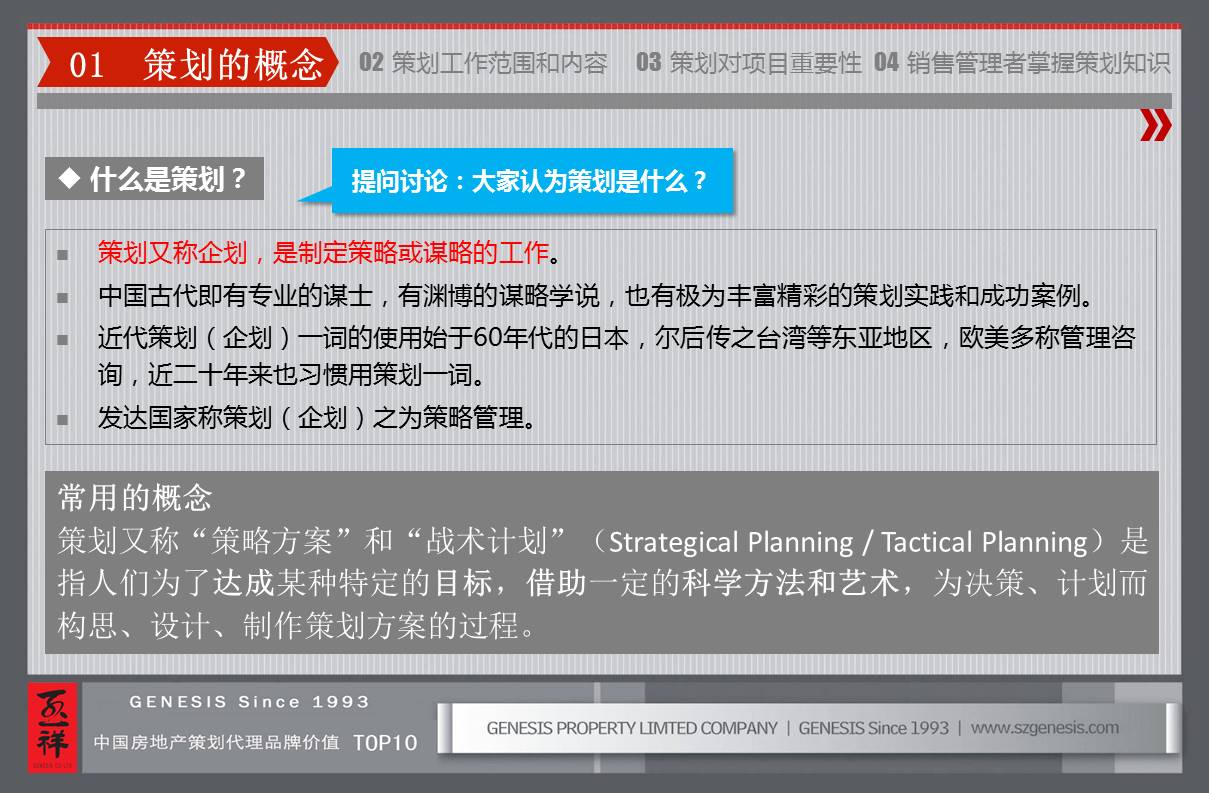 01 策划的概念 02 策划工作范围和内容 03 策划对项目重要性 04 销售管理者掌握策划知识
◆ 什么是策划？
提问讨论：大家认为策划是什么？
■ 策划又称企划，是制定策略或谋略的工作。
■ 中国古代即有专业的谋士，有渊博的谋略学说，也有极为丰富精彩的策划实践和成功案例。
■ 近代策划（企划）一词的使用始于60年代的日本，尔后传之台湾等东亚地区，欧美多称管理咨
询，近二十年来也习惯用策划一词。
■ 发达国家称策划（企划）之为策略管理。
常用的概念
策划又称“策略方案”和“战术计划”（Strategical Planning / Tactical Planning）是
指人们为了达成某种特定的目标，借助一定的科学方法和艺术，为决策、计划而
构思、设计、制作策划方案的过程。
GENESIS Since 1993
中国房地产策划代理品牌价值 TOP10
GENESIS PROPERTY LIMTED COMPANY | GENESIS Since 1993 | www.szgenesis.com